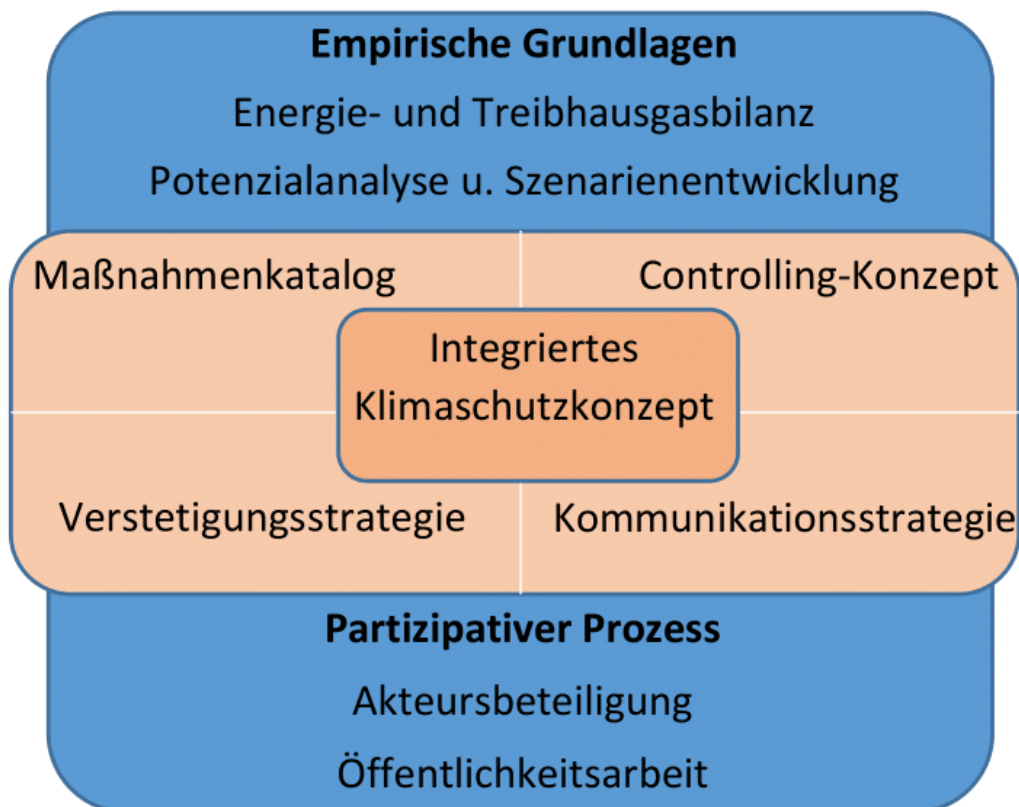 Empirische Grundlagen
Energie- und Treibhausgasbilanz
Potenzialanalyse u. Szenarienentwicklung
Maßnahmenkatalog
Controlling-Konzept
Integriertes
Klimaschutzkonzept
Verstetigungsstrategie
Kommunikationsstrategie
Partizipativer Prozess
Akteursbeteiligung
Öffentlichkeitsarbeit